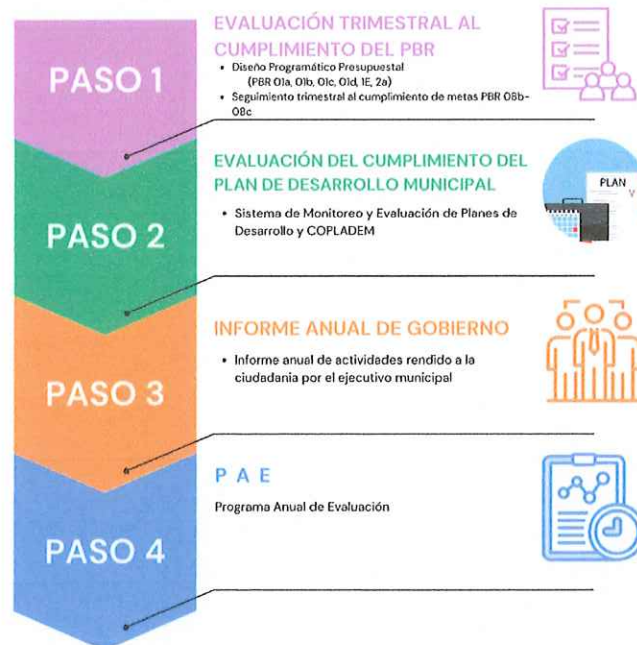 PASO 1
EVALUACIÓN TRIMESTRAL AL
CUMPLIMIENTO DEL PBR
• Diseño Programático Presupuestal
(PBR 01a, 01b, 01c, 01d, 1E, 2a)
• Seguimiento trimestral al cumplimiento de metas PBR 08b-
08c
PASO 2
EVALUACIÓN DEL CUMPLIMIENTO DEL
PLAN DE DESARROLLO MUNICIPAL
• Sistema de Monitoreo y Evaluación de Planes de
Desarrollo y COPLADEM
PLAN
PASO 3
INFORME ANUAL DE GOBIERNO
• Informe anual de actividades rendido a la
ciudadania por el ejecutivo municipal
PASO 4
P A E
Programa Anual de Evaluación